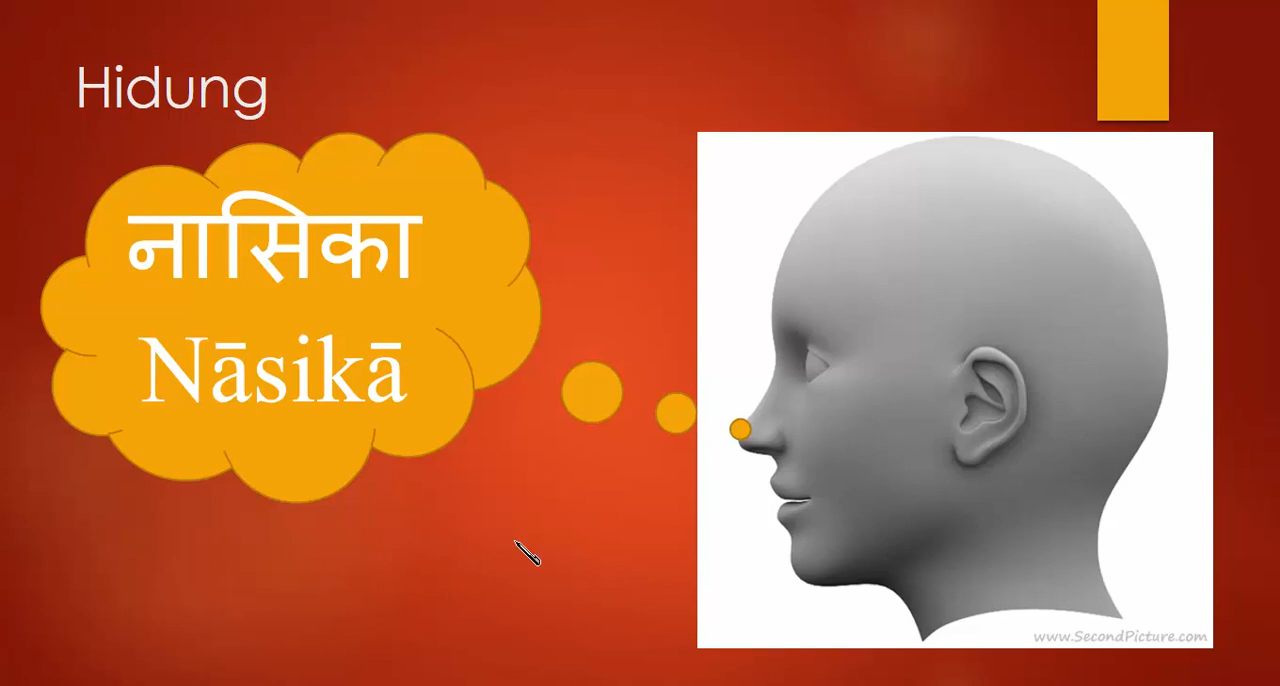 Hidung
नासिका
Nāsikā
www.SecondPicture.com